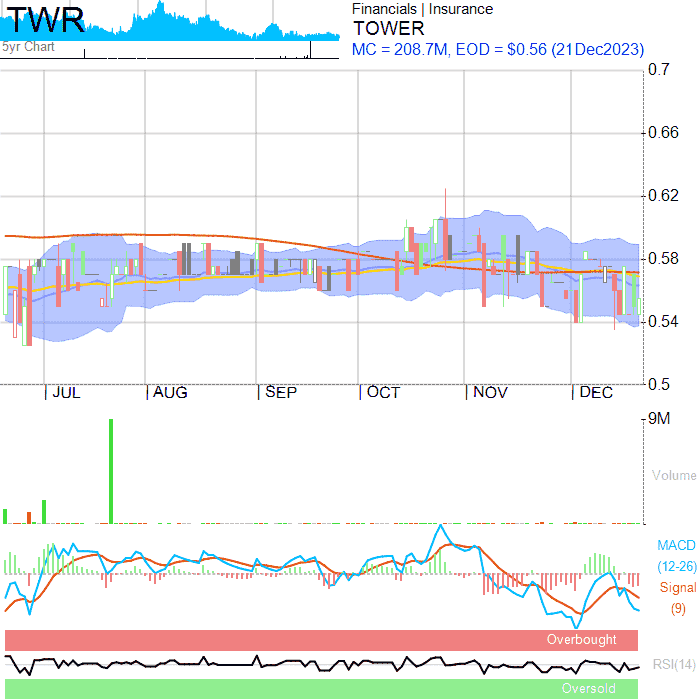 TWR
5yr Chart
Financials | Insurance
TOWER
MC = 208.7M, EOD = $0.56 (21Dec2023)
0.7
0.66
0.62
0.58
0.54
0.5
JUL
AUG
SEP
OCT
NOV
DEC
9M
Volume
MACD
(12-26)
Signal
(9)
Overbought
RSI(14)
Oversold